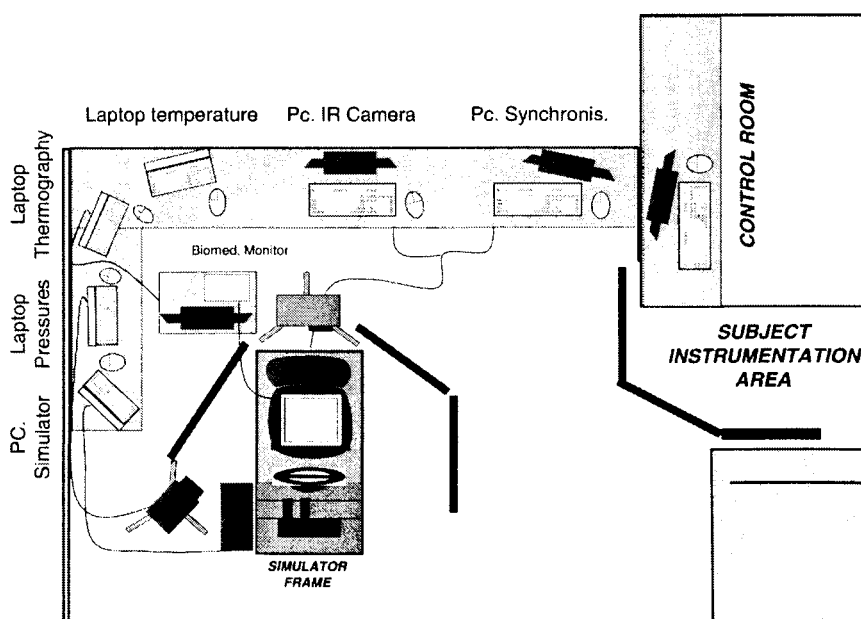 Laptop temperature
Pc. IR Camera
Pc. Synchronis.
CONTROL ROOM
Laptop
Thermography
Biomed. Monitor
Laptop
Pressures
SUBJECT
INSTRUMENTATION
AREA
PC.
Simulator
SIMULATOR
FRAME